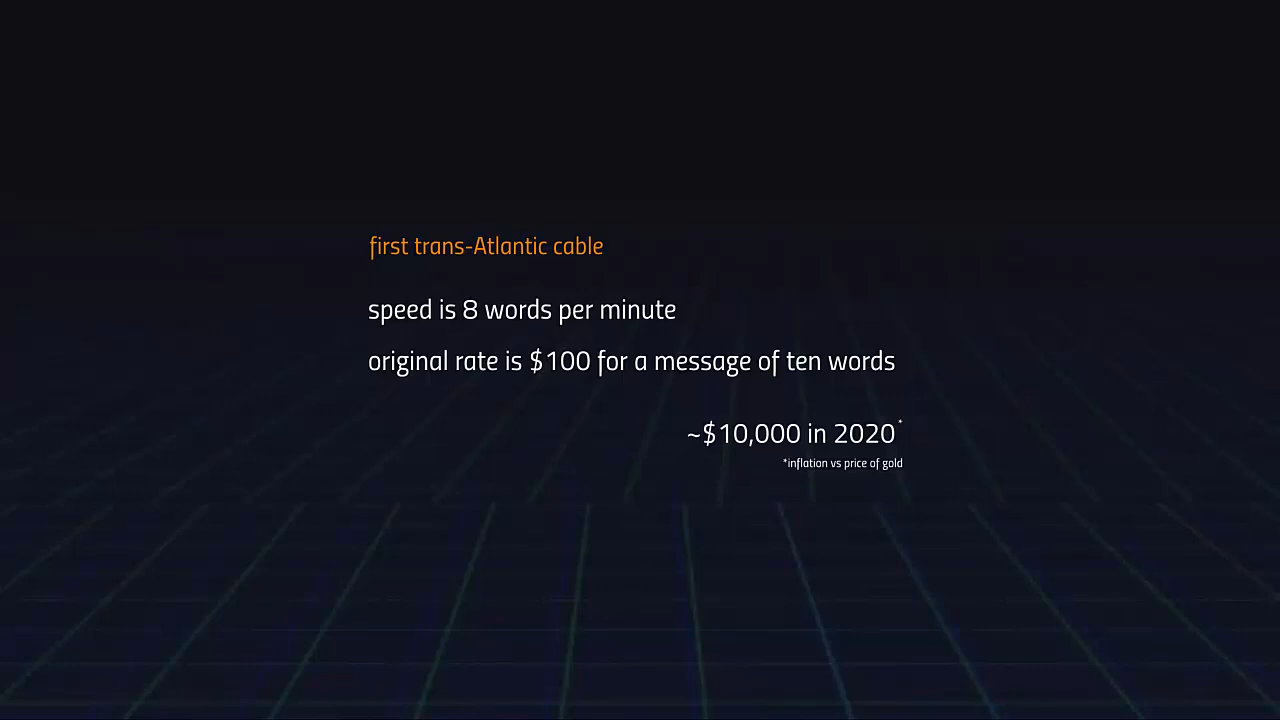 first trans-Atlantic cable
speed is 8 words per minute
original rate is $100 for a message of ten words
~$10,000 in 2020*
*inflation vs price of gold